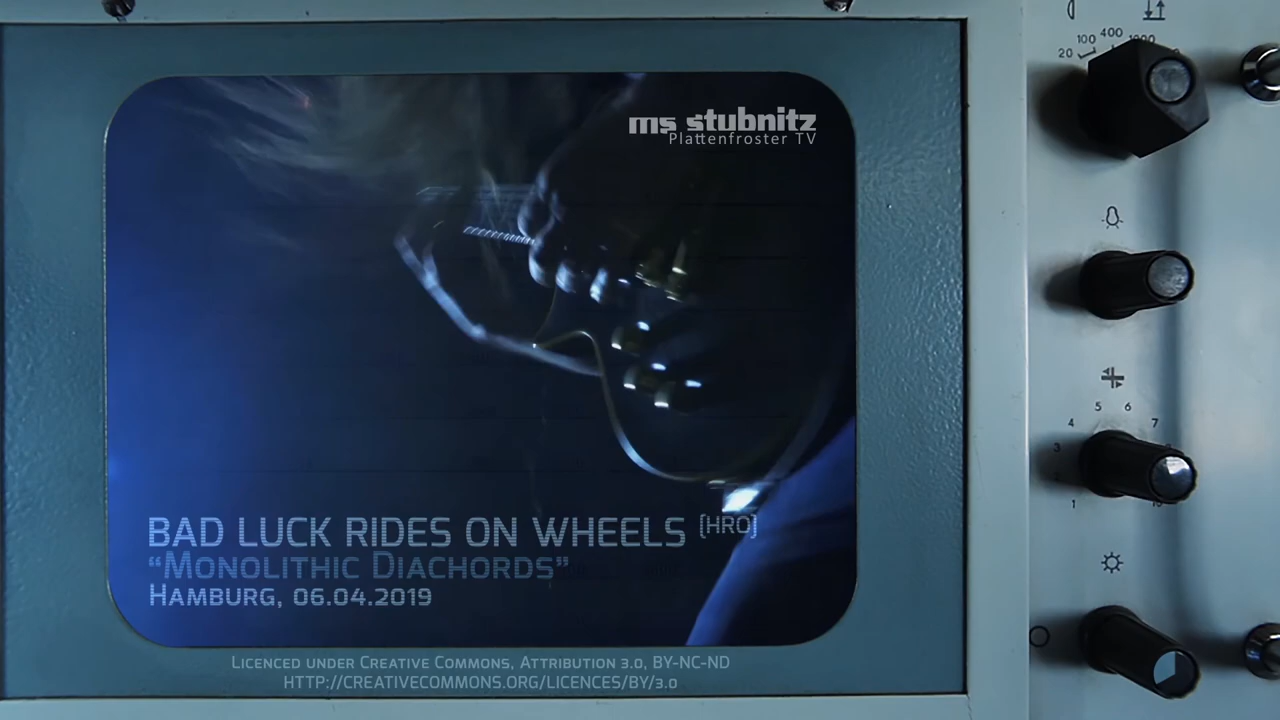 20 100 400 1200
ms stubnitz
Plattenfroster TV
4 5 6 7
3
1
BAD LUCK RIDES ON WHEELS [HRO]
“MONOLITHIC DIACHORDS”
HAMBURG, 06.04.2019
LICENCED UNDER CREATIVE COMMONS, ATTRIBUTION 3.0, BY-NC-ND
HTTP://CREATIVECOMMONS.ORG/LICENCES/BY/3.0